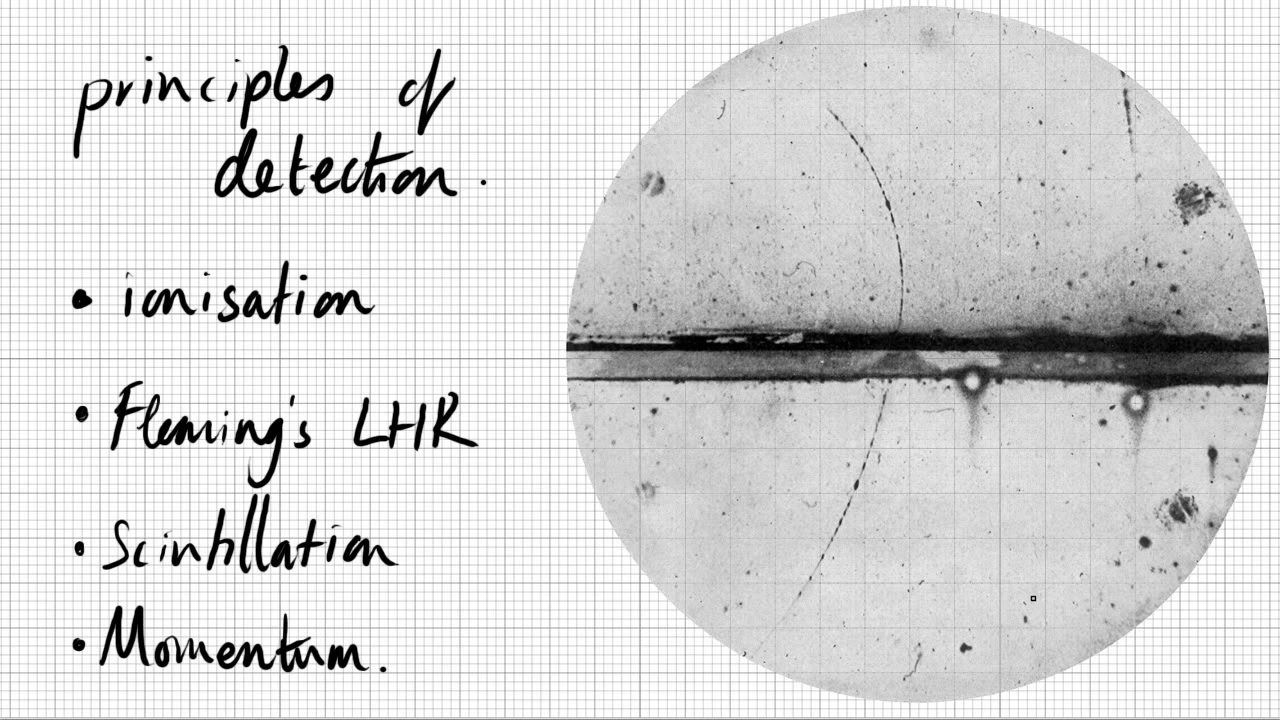 principles of
detection.
• ionisation
• Fleming's LHR
• Scintillation
• Momentum.